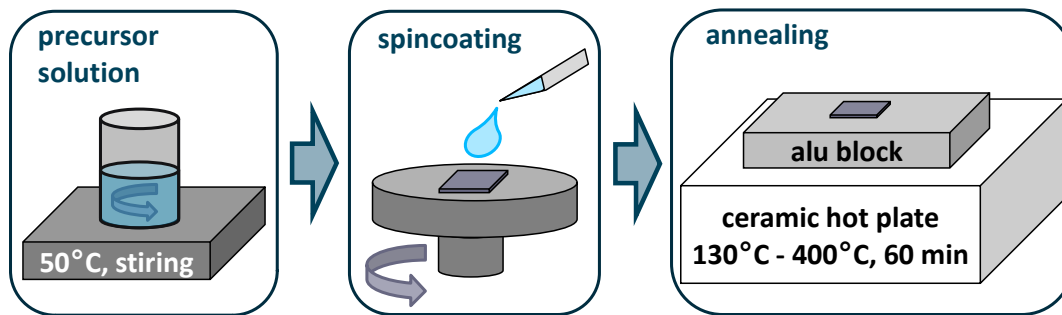 precursor
solution
50°C, stiring
spincoating
annealing
alu block
ceramic hot plate
130°C - 400°C, 60 min